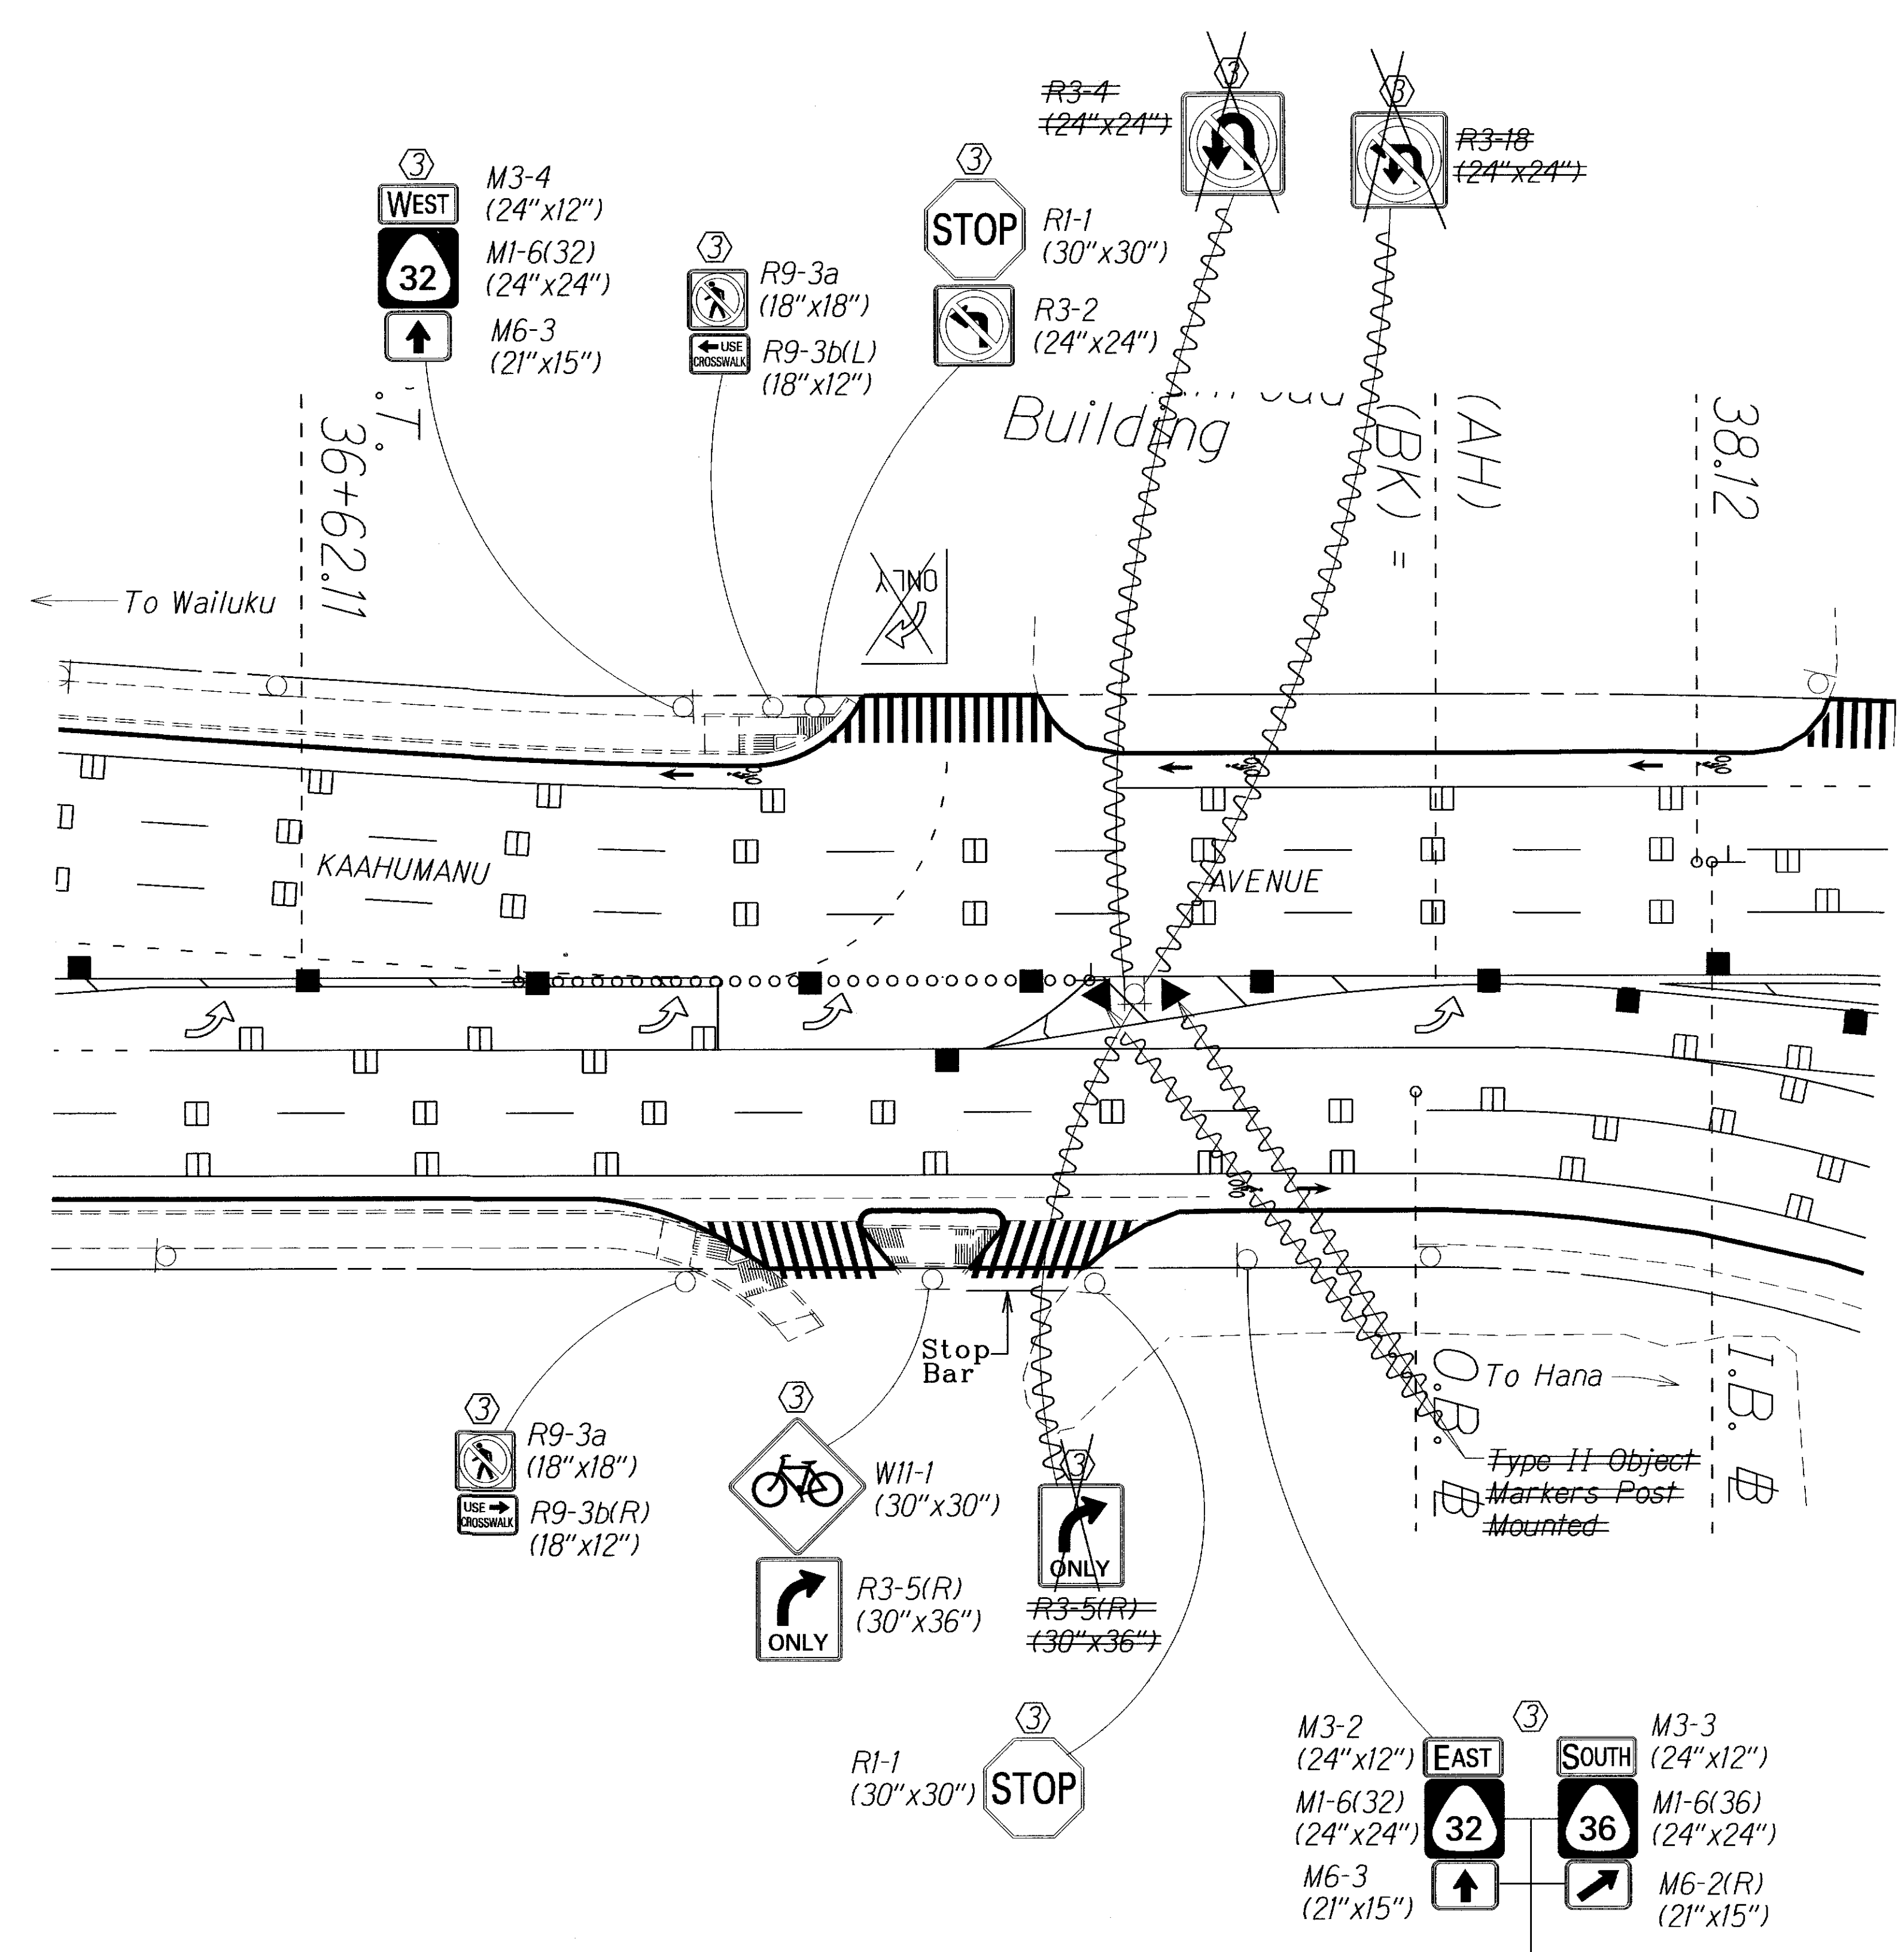 3
R3-4
(24"x24")
3
R3-18
(24"x24")
3
M3-4
(24"x12")
WEST
M1-6(32)
(24"x24")
32
M6-3
(21"x15")
3
R9-3a
(18"x18")
← USE
CROSSWALK
R9-3b(L)
(18"x12")
3
STOP
R1-1
(30"x30")
R3-2
(24"x24")
T.
36+62.11
Building
(BK) =
(AH)
38.12
ONLY
To Wailuku
KAAHUMANU
AVENUE
Stop
Bar
To Hana
O.B. B
I.B. B
Type II Object
Markers Post
Mounted
3
R9-3a
(18"x18")
USE →
CROSSWALK
R9-3b(R)
(18"x12")
3
W11-1
(30"x30")
R3-5(R)
(30"x36")
ONLY
3
ONLY
R3-5(R)
(30"x36")
3
R1-1
(30"x30")
STOP
3
M3-2
(24"x12")
EAST
SOUTH
M3-3
(24"x12")
M1-6(32)
(24"x24")
32
36
M1-6(36)
(24"x24")
M6-3
(21"x15")
M6-2(R)
(21"x15")